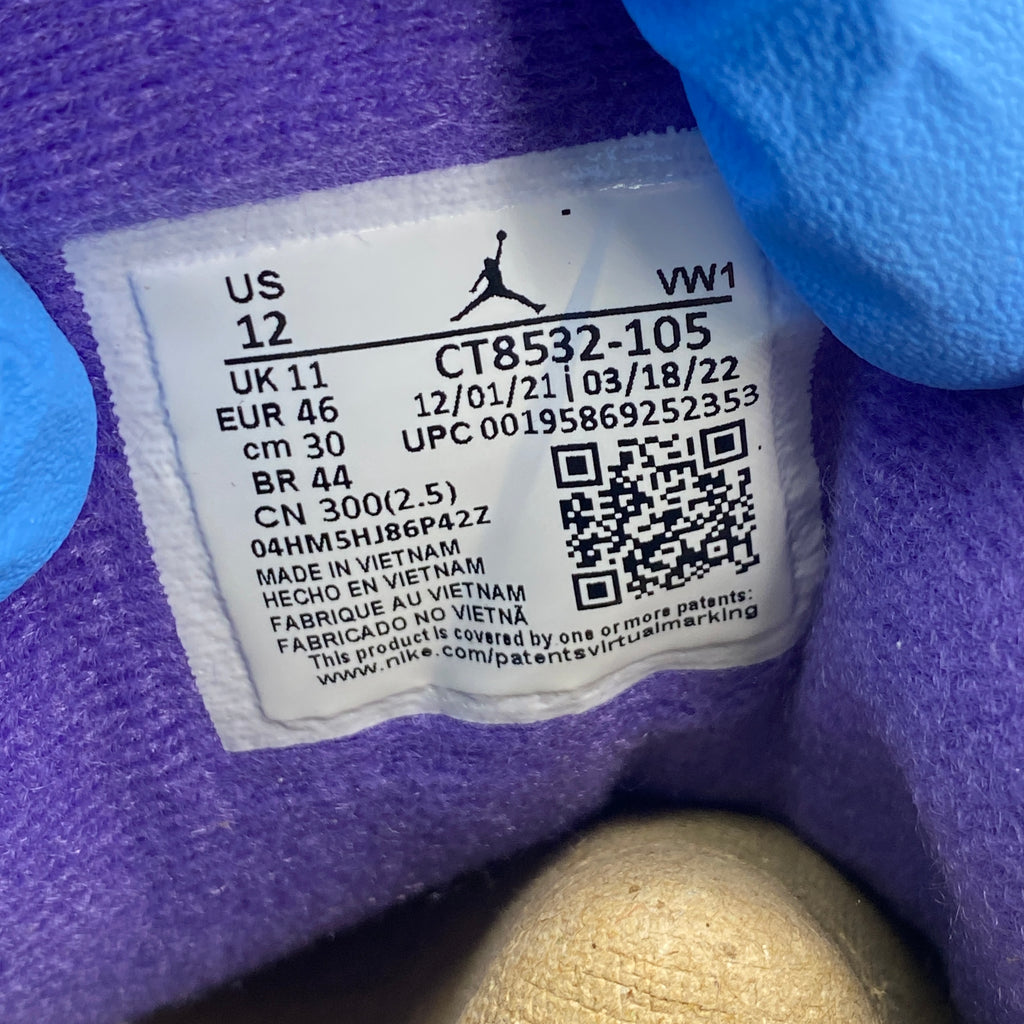 US
12
VW1
CT8532-105
UK 11
12/01/21 | 03/18/22
EUR 46
UPC 00195869252353
cm 30
BR 44
CN 300(2.5)
04HM5HJ86P42Z
MADE IN VIETNAM
HECHO EN VIETNAM
FABRIQUE AU VIETNAM
FABRICADO NO VIETNÃ
This product is covered by one or more patents:
www.nike.com/patentsvirtualmarking